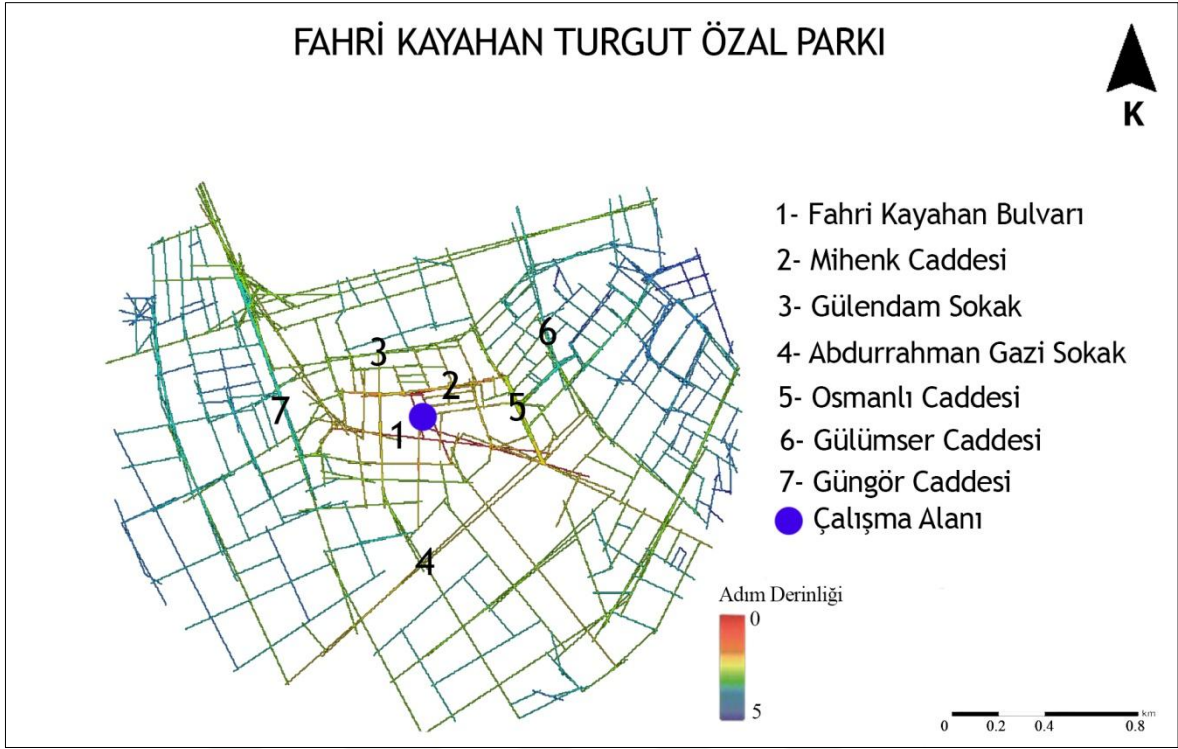 FAHRİ KAYAHAN TURGUT ÖZAL PARKI
K
1- Fahri Kayahan Bulvarı
2- Mihenk Caddesi
3- Gülendam Sokak
4- Abdurrahman Gazi Sokak
5- Osmanlı Caddesi
6- Gülümser Caddesi
7- Güngör Caddesi
Çalışma Alanı
3
6
2
7
5
1
4
Adım Derinliği
0
5
km
0 0.2 0.4 0.8